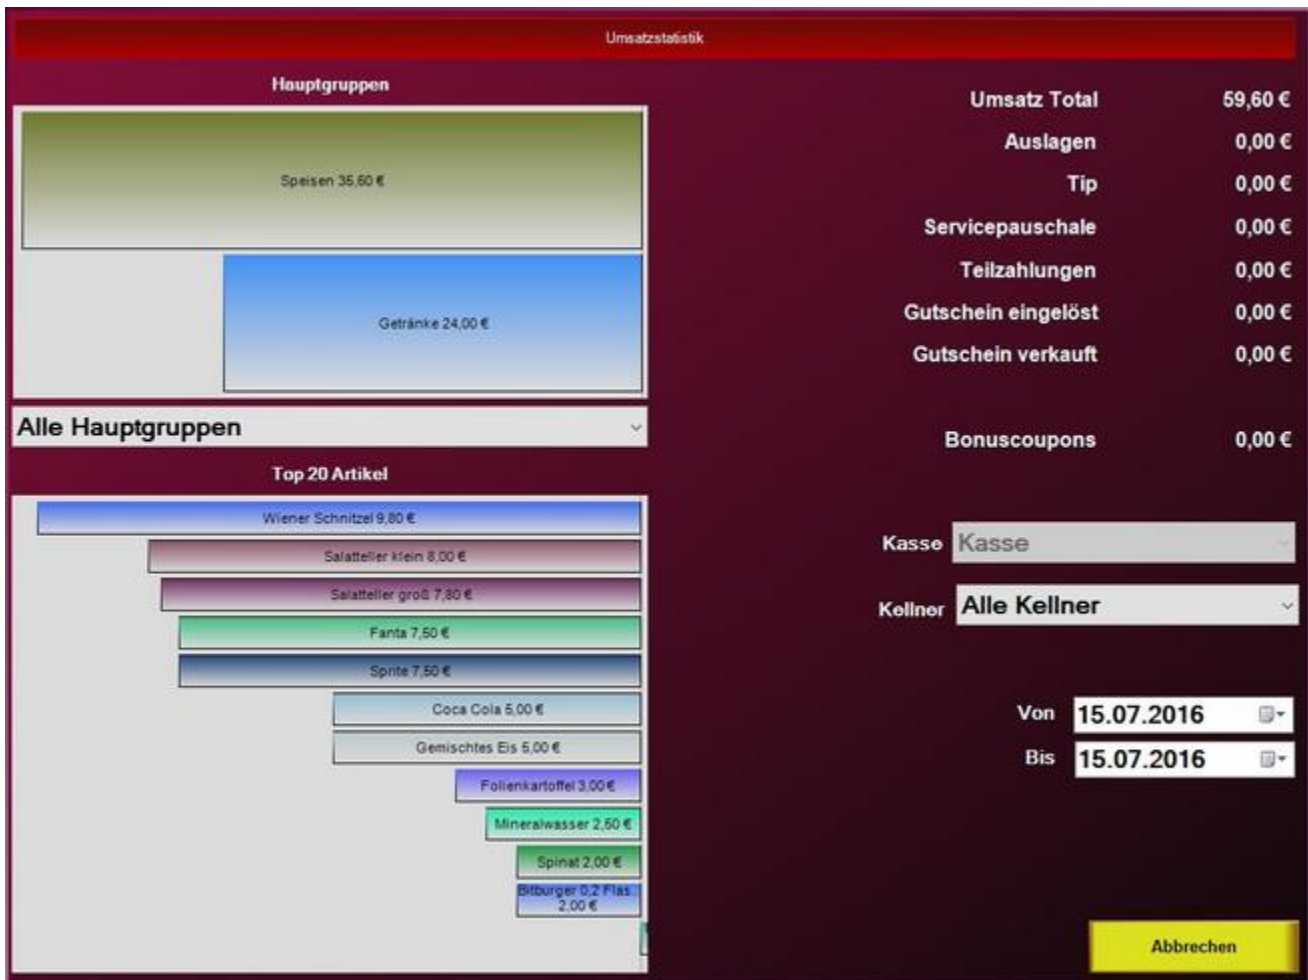 Umsatzstatistik
Hauptgruppen
Speisen 35,60 €
Getränke 24,00 €
Alle Hauptgruppen
Top 20 Artikel
Wiener Schnitzel 9,80 €
Salatteller klein 8,00 €
Salatteller groß 7,80 €
Fanta 7,50 €
Sprite 7,50 €
Coca Cola 5,00 €
Gemischtes Eis 5,00 €
Folienkartoffel 3,00 €
Mineralwasser 2,50 €
Spinat 2,00 €
Bitburger 0,2 Flas
2,00 €
Umsatz Total 59,60 €
Auslagen 0,00 €
Tip 0,00 €
Servicepauschale 0,00 €
Teilzahlungen 0,00 €
Gutschein eingelöst 0,00 €
Gutschein verkauft 0,00 €
Bonuscoupons 0,00 €
Kasse Kasse
Kellner Alle Kellner
Von 15.07.2016
Bis 15.07.2016
Abbrechen